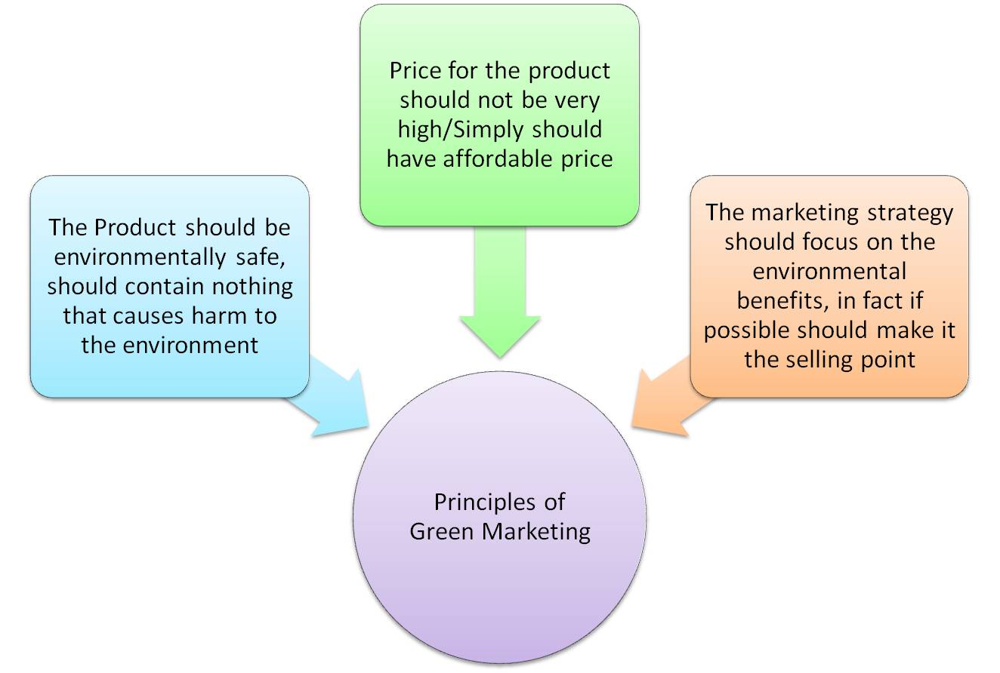 Price for the product
should not be very
high/Simply should
have affordable price
The Product should be
environmentally safe,
should contain nothing
that causes harm to
the environment
The marketing strategy
should focus on the
environmental
benefits, in fact if
possible should make it
the selling point
Principles of
Green Marketing